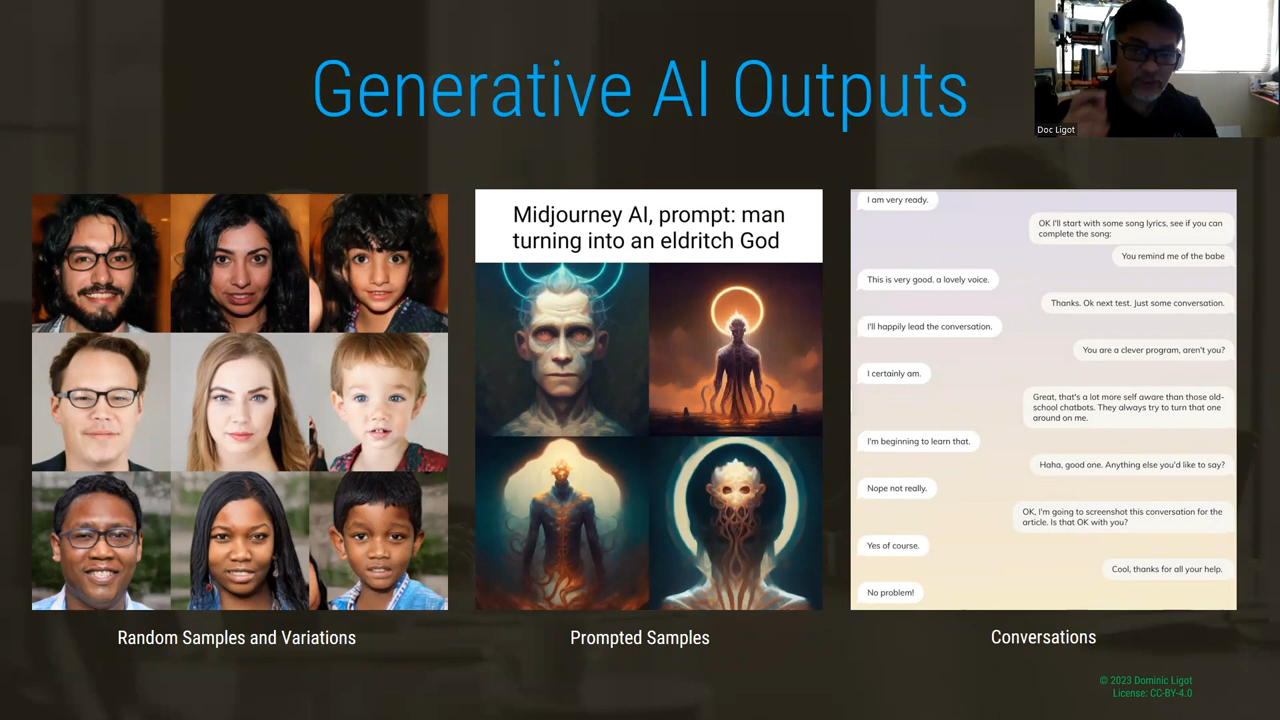 Generative AI Outputs
Doc Ligot
Midjourney AI, prompt: man
turning into an eldritch God
I am very ready.
OK I'll start with some song lyrics, see if you can
complete the song:
You remind me of the babe
This is very good. a lovely voice.
Thanks. Ok next test. Just some conversation.
I'll happily lead the conversation.
You are a clever program, aren't you?
I certainly am.
Great, that's a lot more self aware than those old-
school chatbots. They always try to turn that one
around on me.
I'm beginning to learn that.
Haha, good one. Anything else you'd like to say?
Nope not really.
OK, I'm going to screenshot this conversation for the
article. Is that OK with you?
Yes of course.
Cool, thanks for all your help.
No problem!
Random Samples and Variations
Prompted Samples
Conversations
© 2023 Dominic Ligot
License: CC-BY-4.0